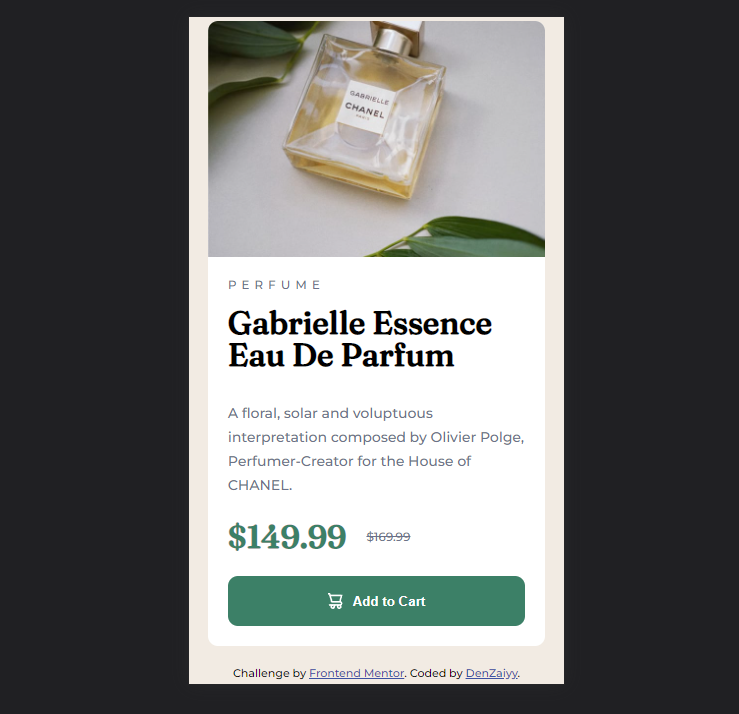 GABRIELLE
CHANEL
PERFUME
Gabrielle Essence
Eau De Parfum
A floral, solar and voluptuous
interpretation composed by Olivier Polge,
Perfumer-Creator for the House of
CHANEL.
$149.99 $169.99
Add to Cart
Challenge by Frontend Mentor. Coded by DenZaiyy.